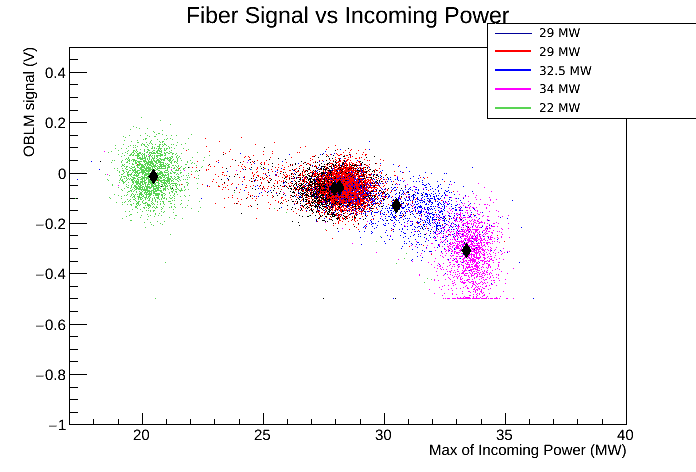 Fiber Signal vs Incoming Power
29 MW
29 MW
32.5 MW
34 MW
22 MW
OBLM signal (V)
0.4
0.2
0
−0.2
−0.4
−0.6
−0.8
−1
20
25
30
35
40
Max of Incoming Power (MW)